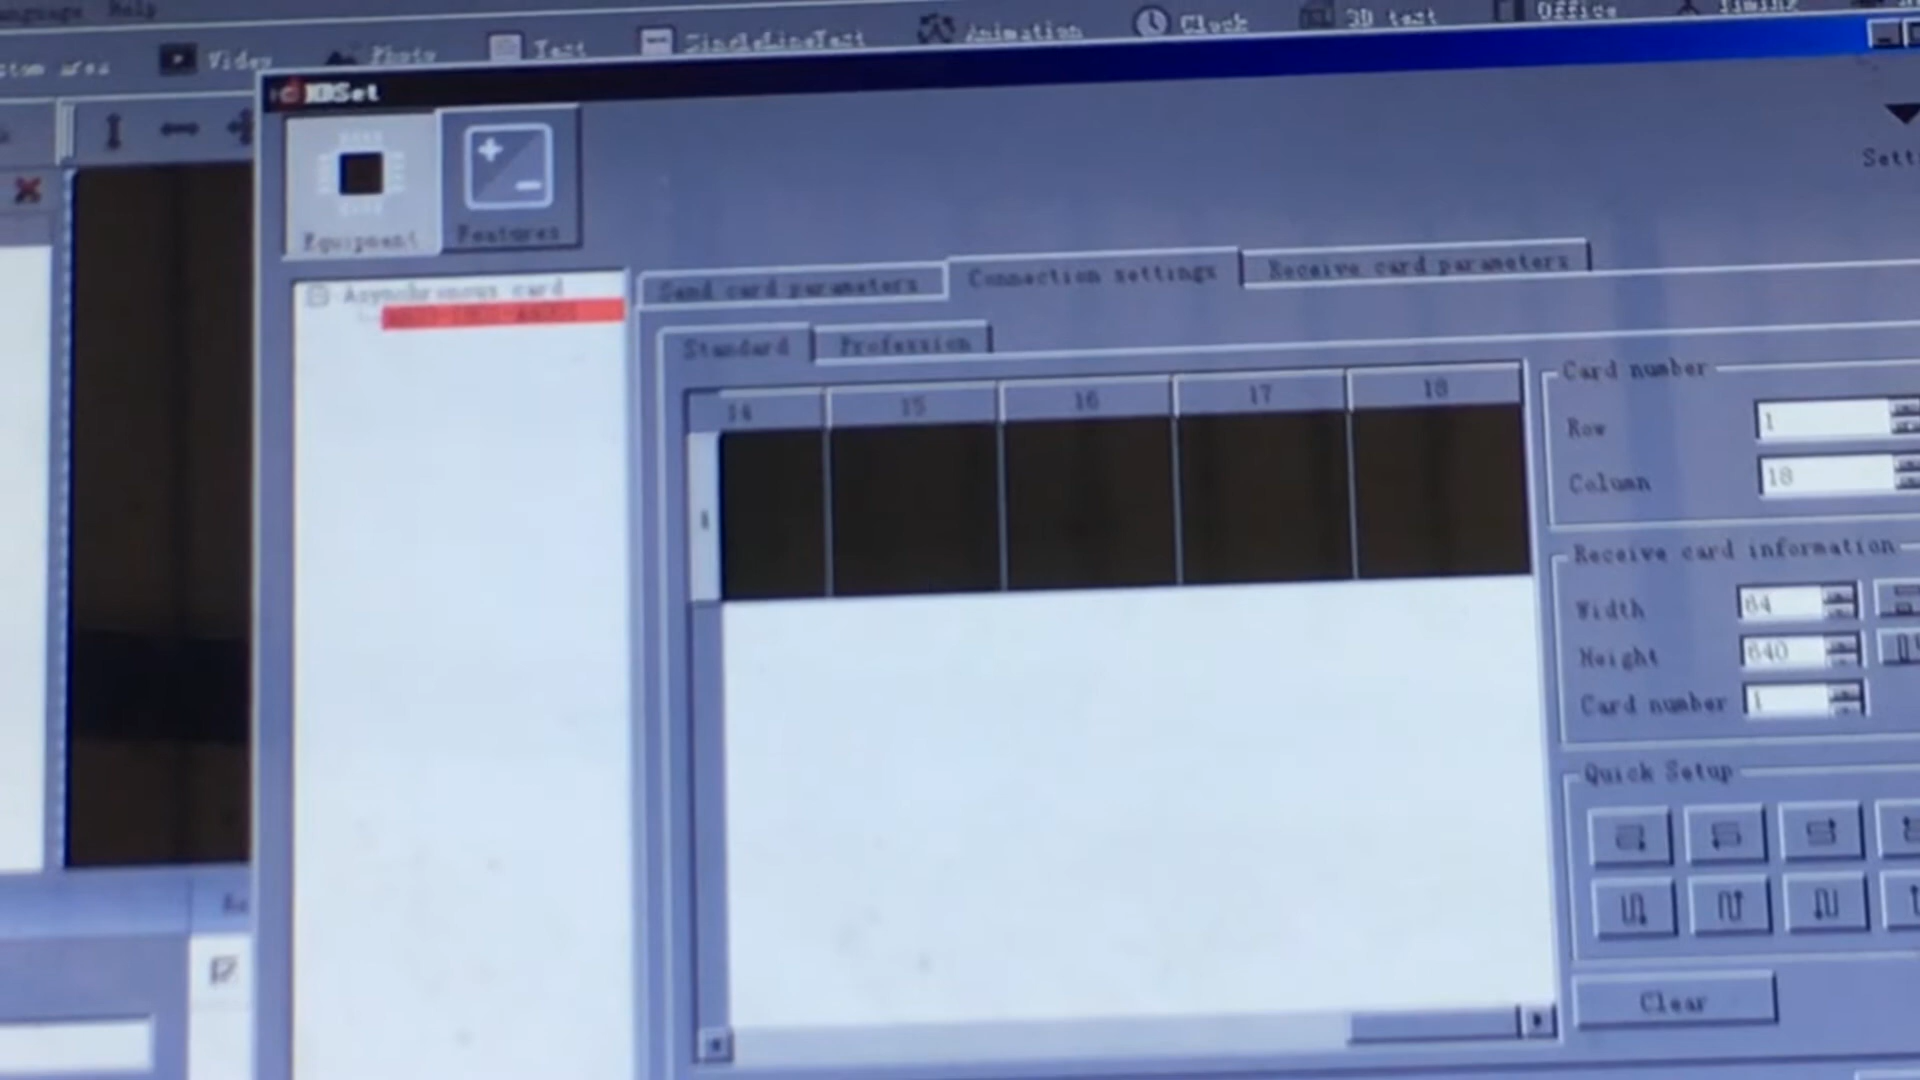 Help
Video Photo Text SingleLineText Animation Clock 3D text Office
HDSet
Equipment Features
Asynchronous card
Send card parameters Connection settings Receive card parameters
Standard Profession
14 15 16 17 18
1
Card number
Row 1
Column 18
Receive card information
Width 64
Height 640
Card number 1
Quick Setup
Clear